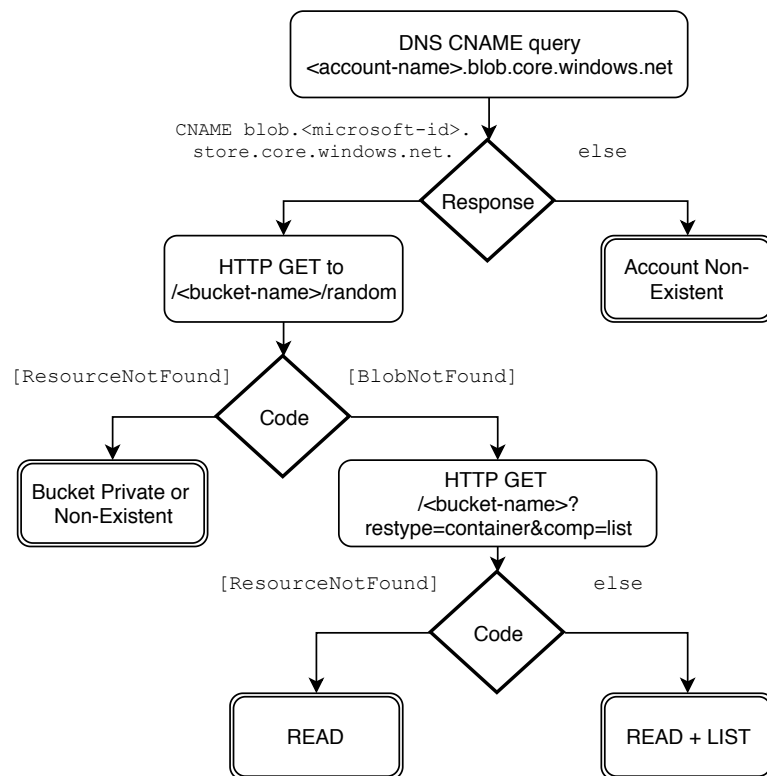 DNS CNAME query
<account-name>.blob.core.windows.net
CNAME blob.<microsoft-id>.
store.core.windows.net.
else
Response
HTTP GET to
/<bucket-name>/random
Account Non-
Existent
[ResourceNotFound]
[BlobNotFound]
Code
Bucket Private or
Non-Existent
HTTP GET
/<bucket-name>?
restype=container&comp=list
[ResourceNotFound]
else
Code
READ
READ + LIST